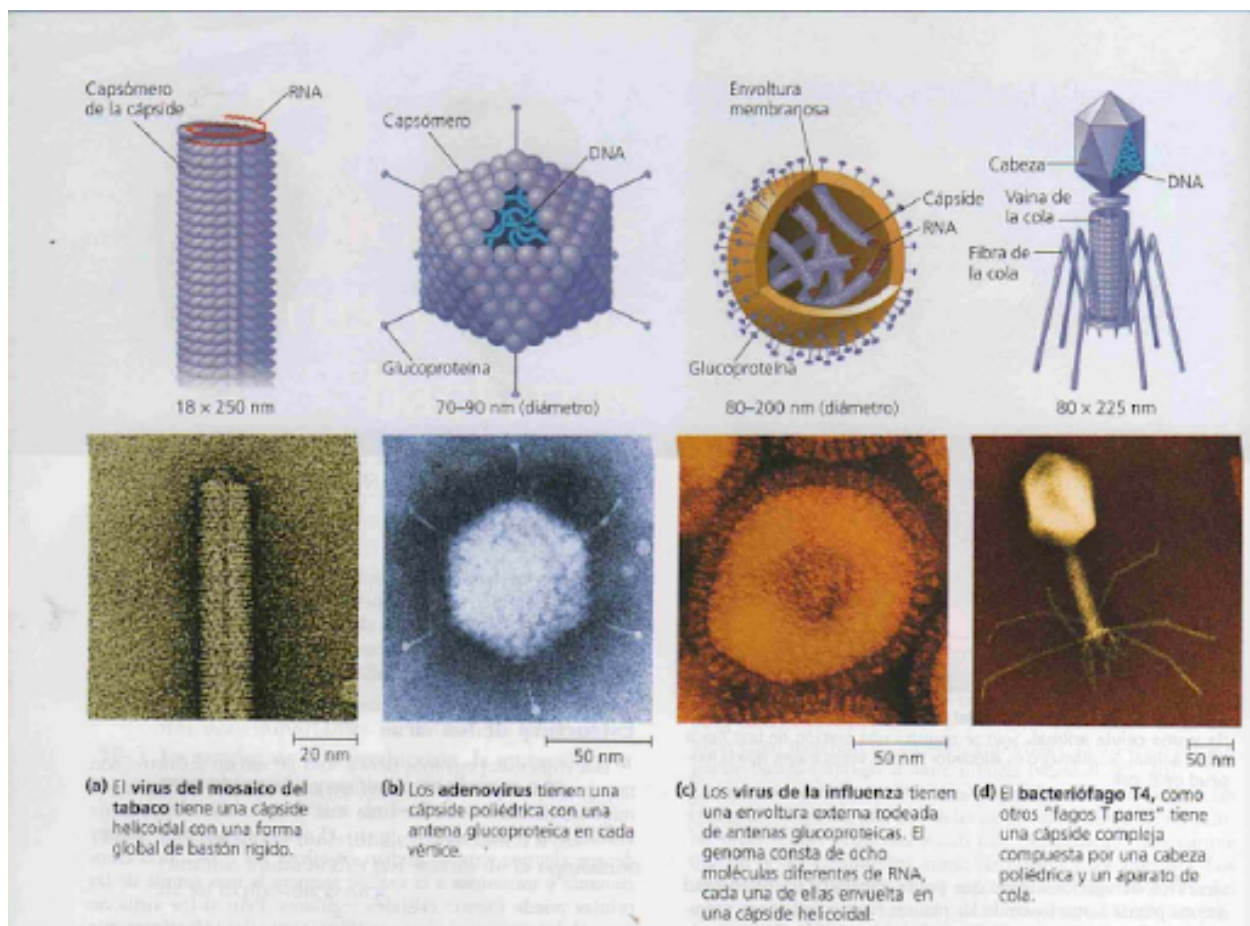 Capsómero
de la cápside
RNA
18 × 250 nm
Capsómero
DNA
Glucoproteína
70–90 nm (diámetro)
Envoltura
membranosa
Cápside
RNA
Glucoproteína
80–200 nm (diámetro)
Cabeza
DNA
Vaina de
la cola
Fibra de
la cola
80 × 225 nm
20 nm
50 nm
50 nm
50 nm
(a) El virus del mosaico del
tabaco tiene una cápside
helicoidal con una forma
global de bastón rígido.
(b) Los adenovirus tienen una
cápside poliédrica con una
antena glucoproteica en cada
vértice.
(c) Los virus de la influenza tienen
una envoltura externa rodeada
de antenas glucoproteicas. El
genoma consta de ocho
moléculas diferentes de RNA,
cada una de ellas envuelta en
una cápside helicoidal.
(d) El bacteriófago T4, como
otros "fagos T pares" tiene
una cápside compleja
compuesta por una cabeza
poliédrica y un aparato de
cola.